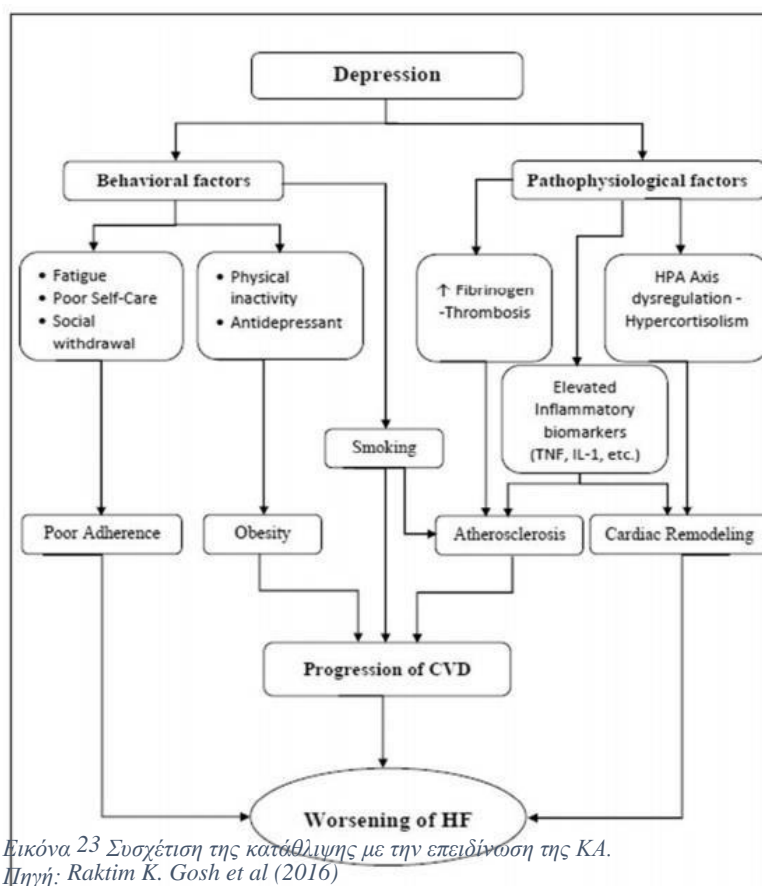 Depression
Behavioral factors
Pathophysiological factors
• Fatigue
• Poor Self-Care
• Social
withdrawal
• Physical
inactivity
• Antidepressant
↑ Fibrinogen
-Thrombosis
HPA Axis
dysregulation -
Hypercortisolism
Elevated
Inflammatory
biomarkers
(TNF, IL-1, etc.)
Smoking
Poor Adherence
Obesity
Atherosclerosis
Cardiac Remodeling
Progression of CVD
Worsening of HF
Εικόνα 23 Συσχέτιση της κατάθλιψης με την επειδίνωση της ΚΑ.
Πηγή: Raktim K. Gosh et al (2016)